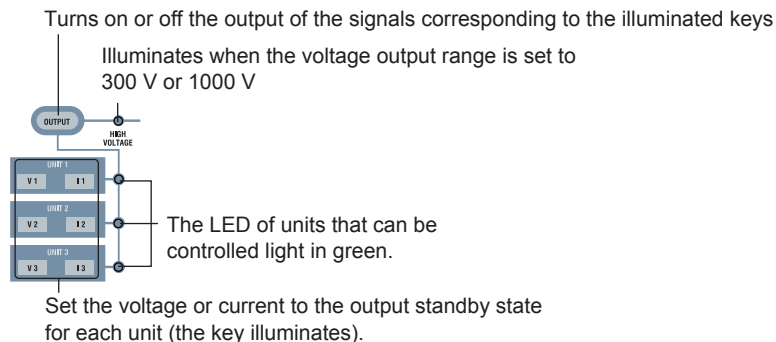 Turns on or off the output of the signals corresponding to the illuminated keys
Illuminates when the voltage output range is set to
300 V or 1000 V
OUTPUT
HIGH
VOLTAGE
UNIT 1
V 1 I 1
UNIT 2
V 2 I 2
UNIT 3
V 3 I 3
The LED of units that can be
controlled light in green.
Set the voltage or current to the output standby state
for each unit (the key illuminates).